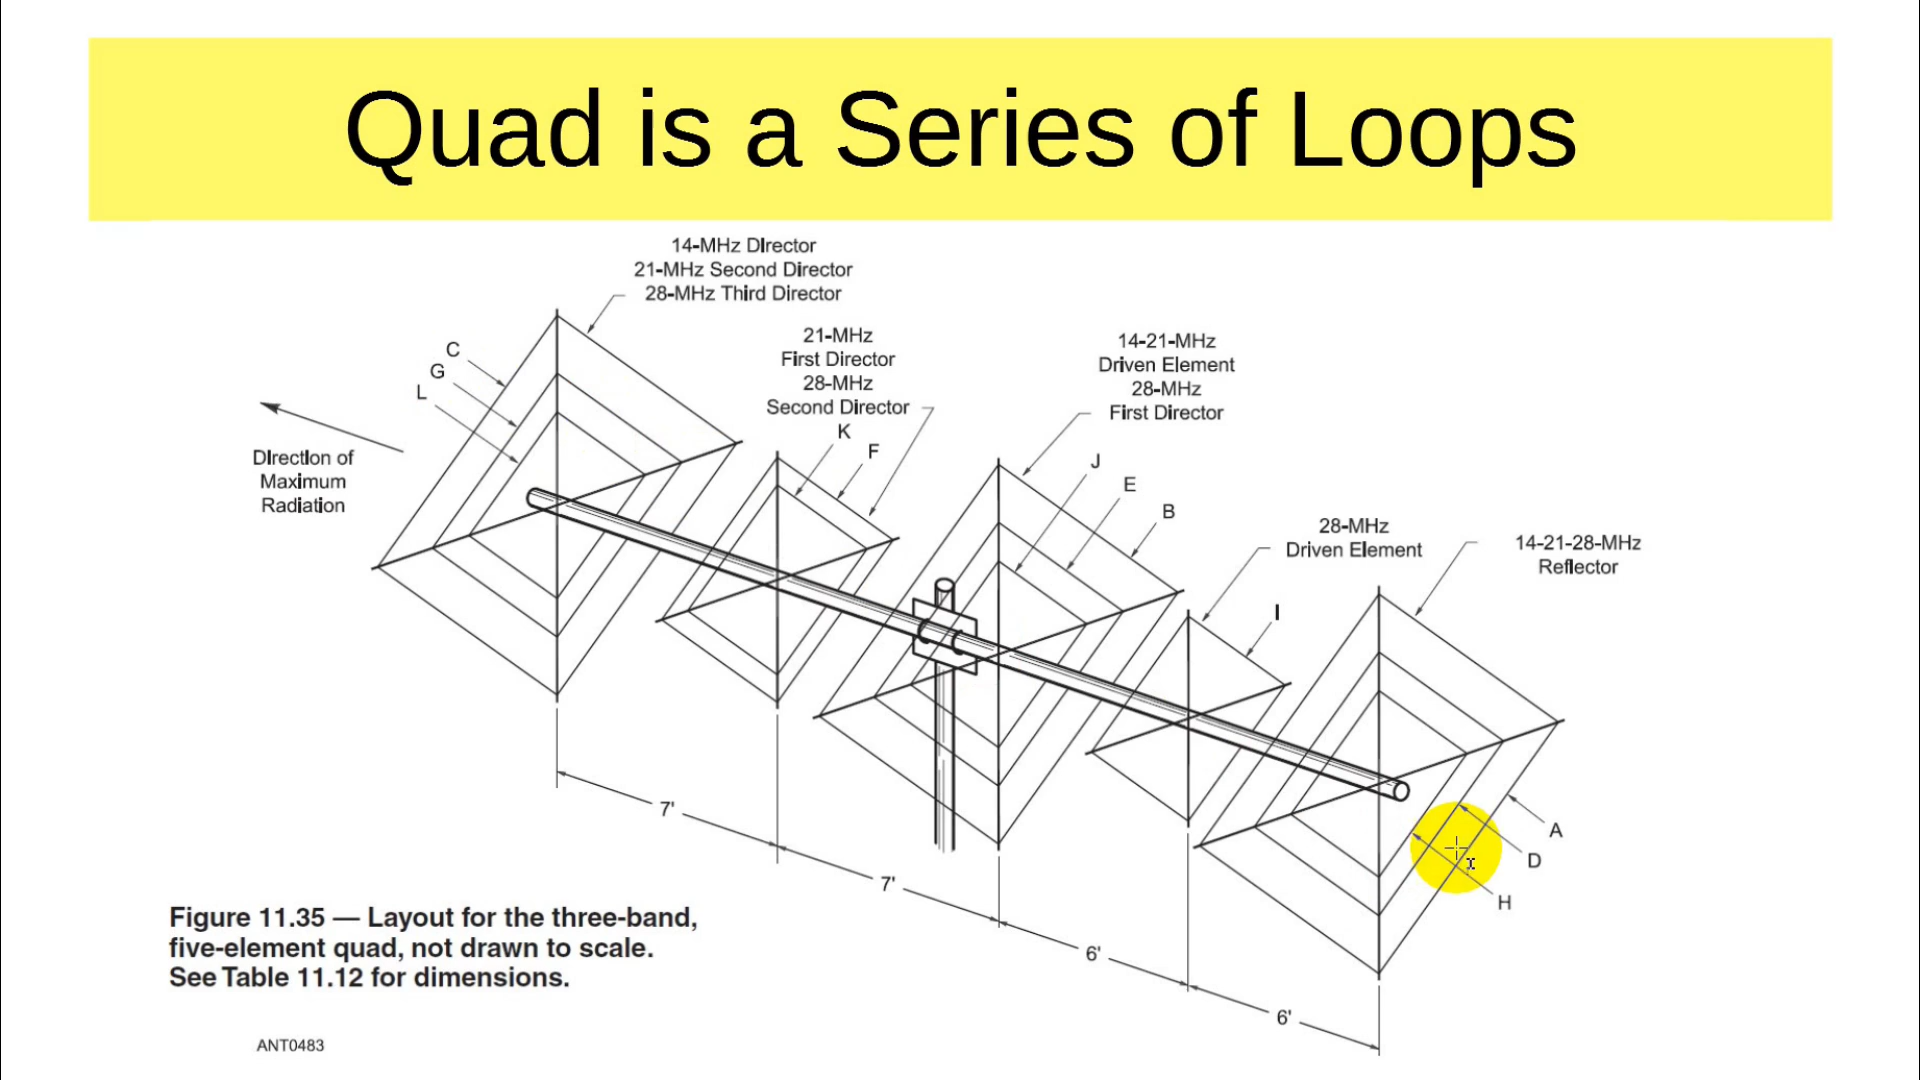 Quad is a Series of Loops
14-MHz Director
21-MHz Second Director
28-MHz Third Director
21-MHz
First Director
28-MHz
Second Director
14-21-MHz
Driven Element
28-MHz
First Director
C
G
L
K
F
J
E
B
Direction of
Maximum
Radiation
28-MHz
Driven Element
14-21-28-MHz
Reflector
I
7'
A
D
7'
H
6'
6'
Figure 11.35 — Layout for the three-band,
five-element quad, not drawn to scale.
See Table 11.12 for dimensions.
ANT0483